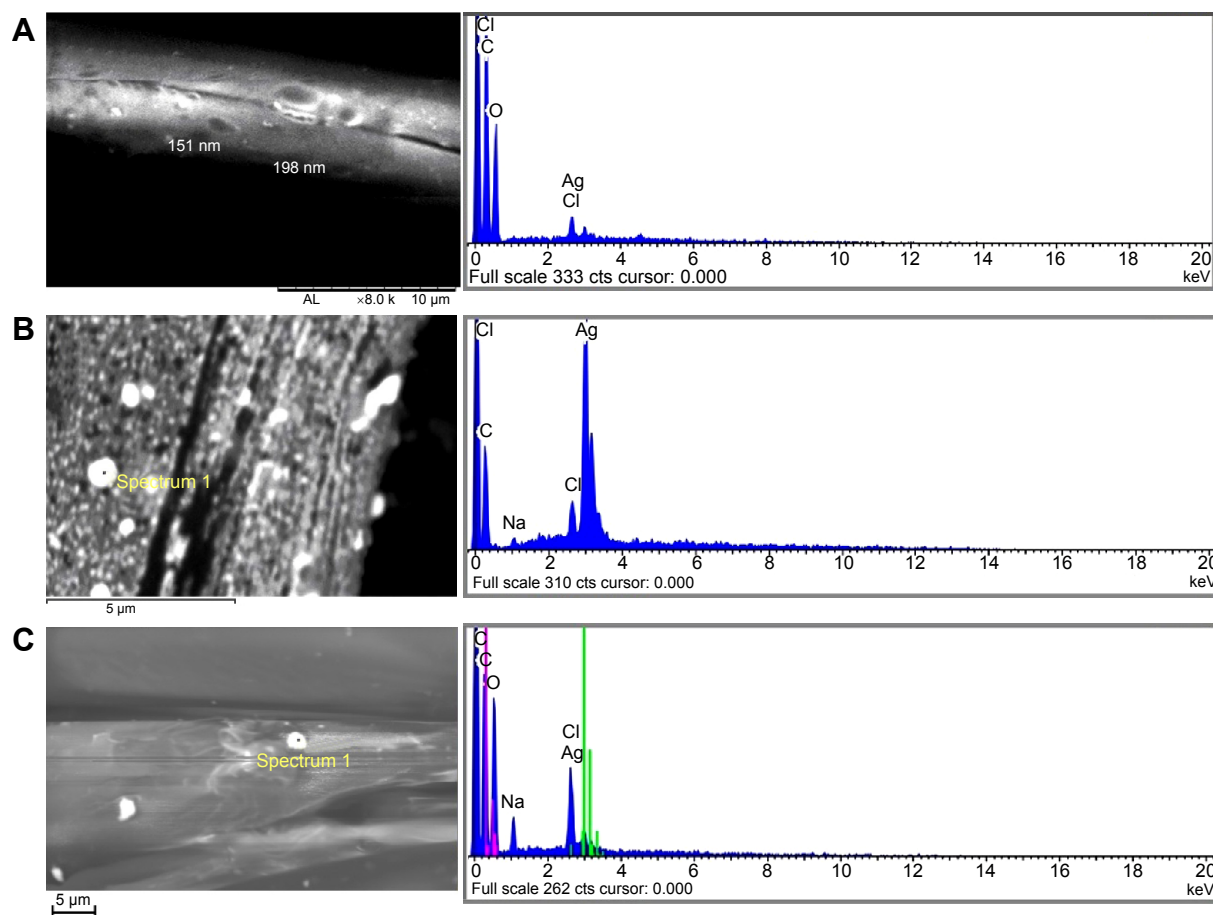 A
151 nm
198 nm
AL ×8.0 k 10 µm
Cl
C
O
Ag
Cl
2 4 6 8 10 12 14 16 18 20
Full scale 333 cts cursor: 0.000 keV
B
Spectrum 1
5 µm
Cl
Ag
C
Cl
Na
2 4 6 8 10 12 14 16 18 20
Full scale 310 cts cursor: 0.000 keV
C
Spectrum 1
5 µm
C
C
O
Cl
Ag
Na
2 4 6 8 10 12 14 16 18 20
Full scale 262 cts cursor: 0.000 keV